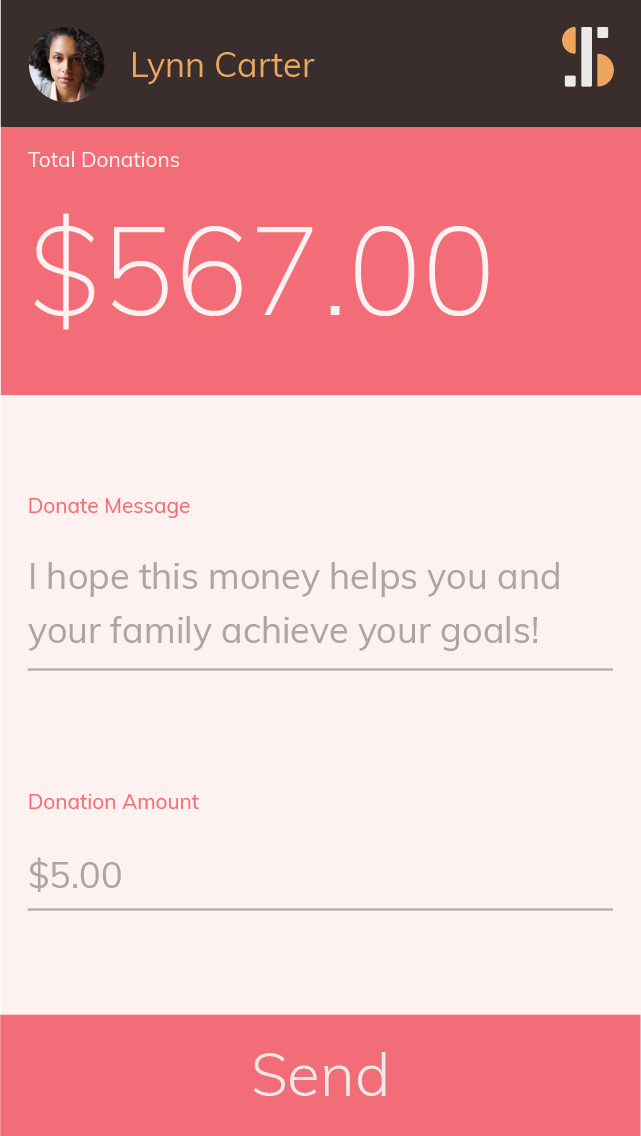 Lynn Carter
Total Donations
$567.00
Donate Message
I hope this money helps you and
your family achieve your goals!
Donation Amount
$5.00
Send